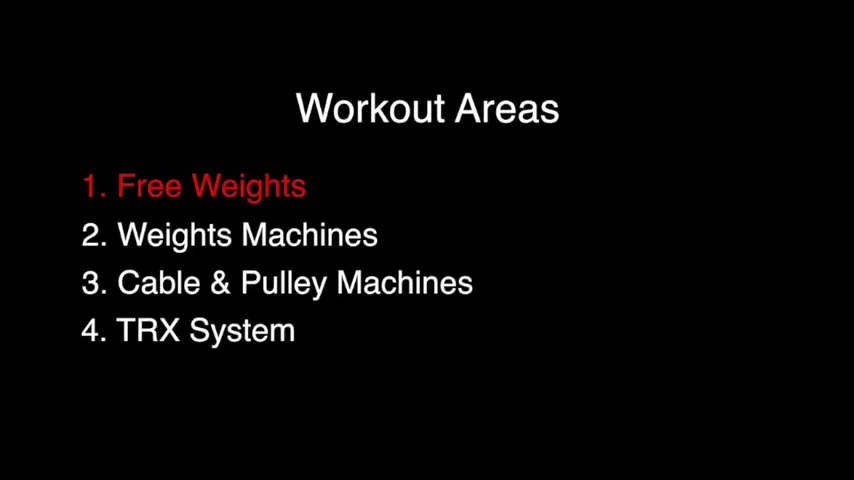 Workout Areas
1. Free Weights
2. Weights Machines
3. Cable & Pulley Machines
4. TRX System